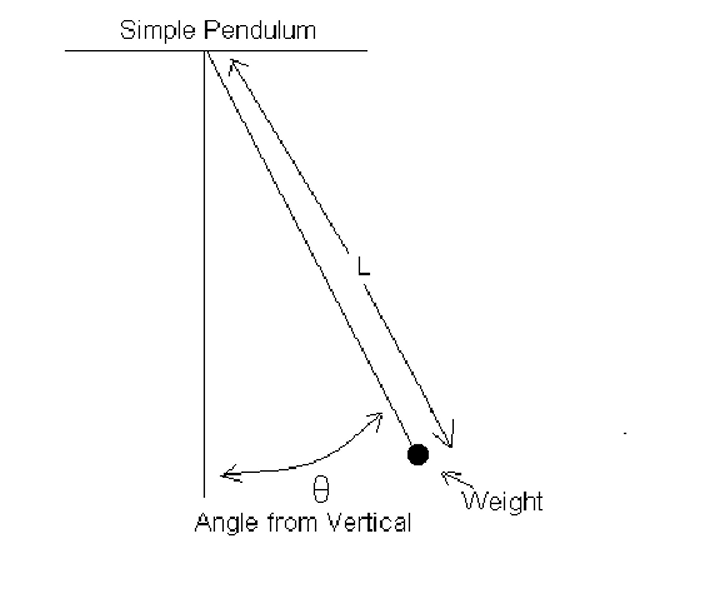 Simple Pendulum
L
θ
Weight
Angle from Vertical